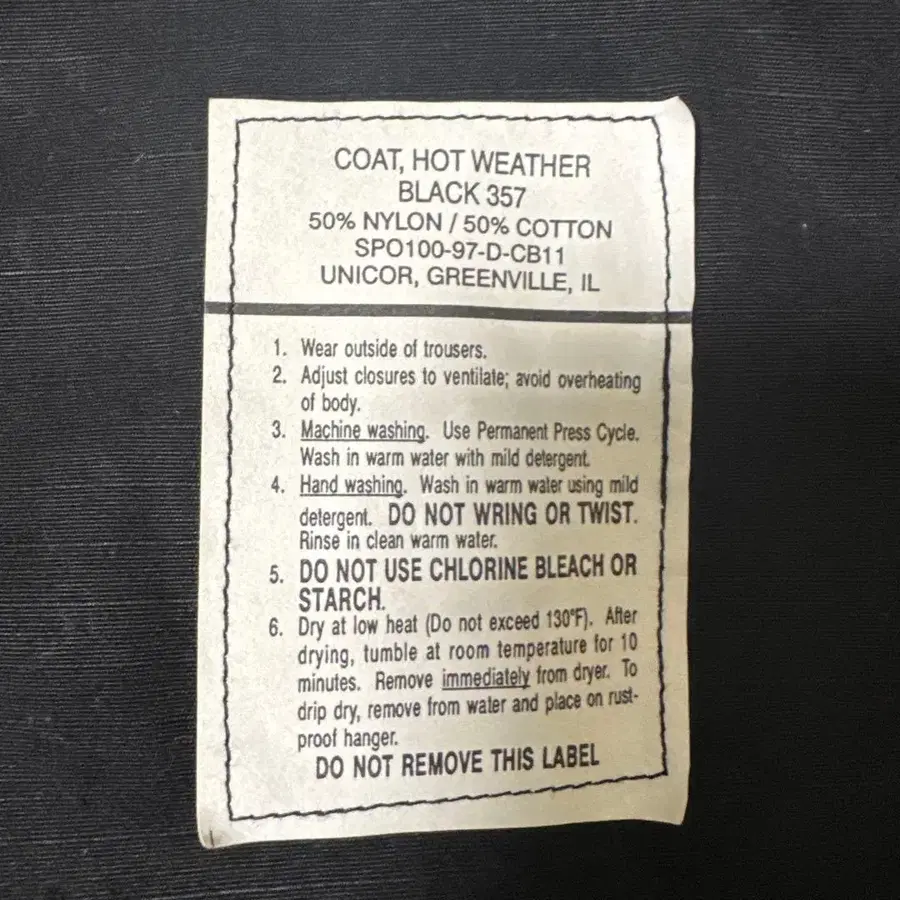 COAT, HOT WEATHER
BLACK 357
50% NYLON / 50% COTTON
SPO100-97-D-CB11
UNICOR, GREENVILLE, IL
1. Wear outside of trousers.
2. Adjust closures to ventilate; avoid overheating
of body.
3. Machine washing. Use Permanent Press Cycle.
Wash in warm water with mild detergent.
4. Hand washing. Wash in warm water using mild
detergent. DO NOT WRING OR TWIST.
Rinse in clean warm water.
5. DO NOT USE CHLORINE BLEACH OR
STARCH.
6. Dry at low heat (Do not exceed 130°F). After
drying, tumble at room temperature for 10
minutes. Remove immediately from dryer. To
drip dry, remove from water and place on rust-
proof hanger.
DO NOT REMOVE THIS LABEL